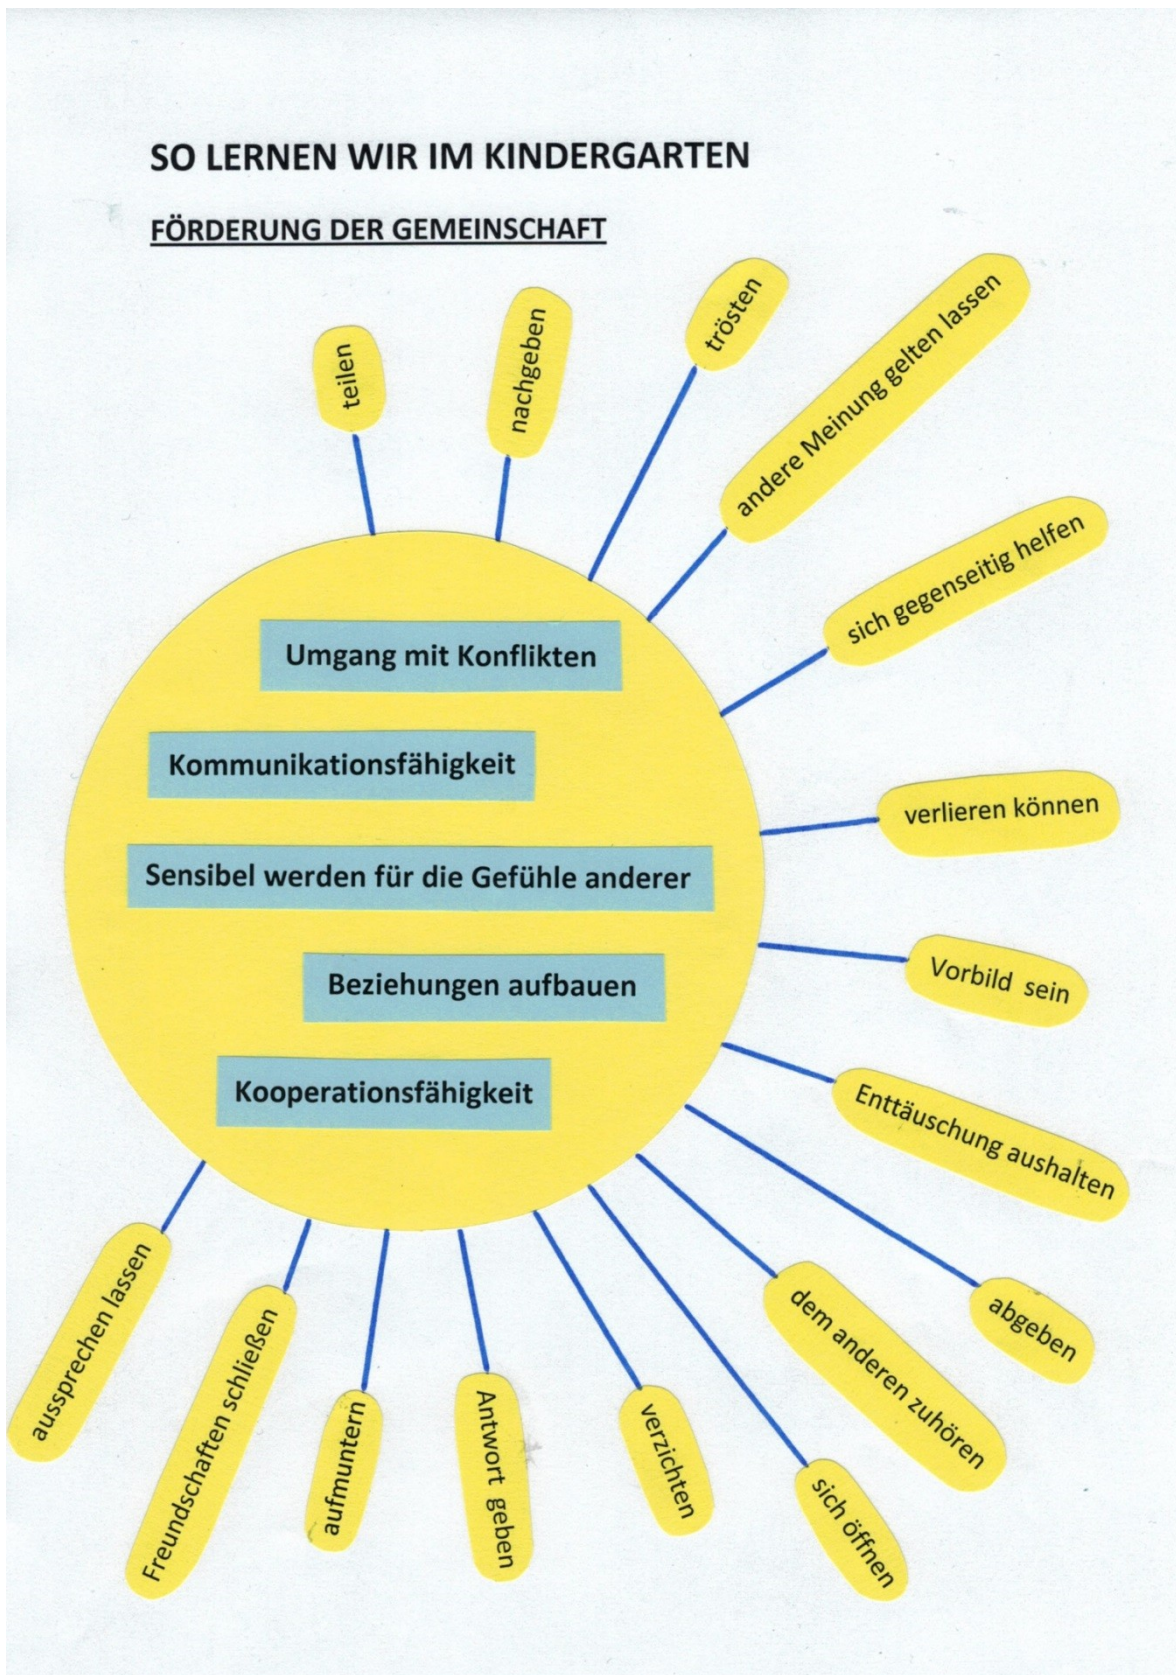 SO LERNEN WIR IM KINDERGARTEN
FÖRDERUNG DER GEMEINSCHAFT
teilen
nachgeben
trösten
andere Meinung gelten lassen
sich gegenseitig helfen
verlieren können
Vorbild sein
Enttäuschung aushalten
abgeben
dem anderen zuhören
sich öffnen
verzichten
Antwort geben
aufmuntern
Freundschaften schließen
aussprechen lassen
Umgang mit Konflikten
Kommunikationsfähigkeit
Sensibel werden für die Gefühle anderer
Beziehungen aufbauen
Kooperationsfähigkeit